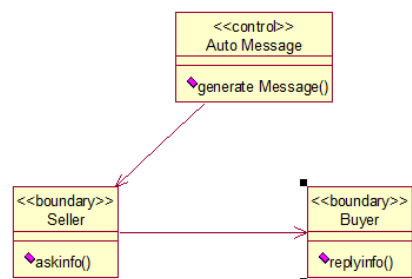 <<control>>
Auto Message
generate Message()
<<boundary>>
Seller
askinfo()
<<boundary>>
Buyer
replyinfo()